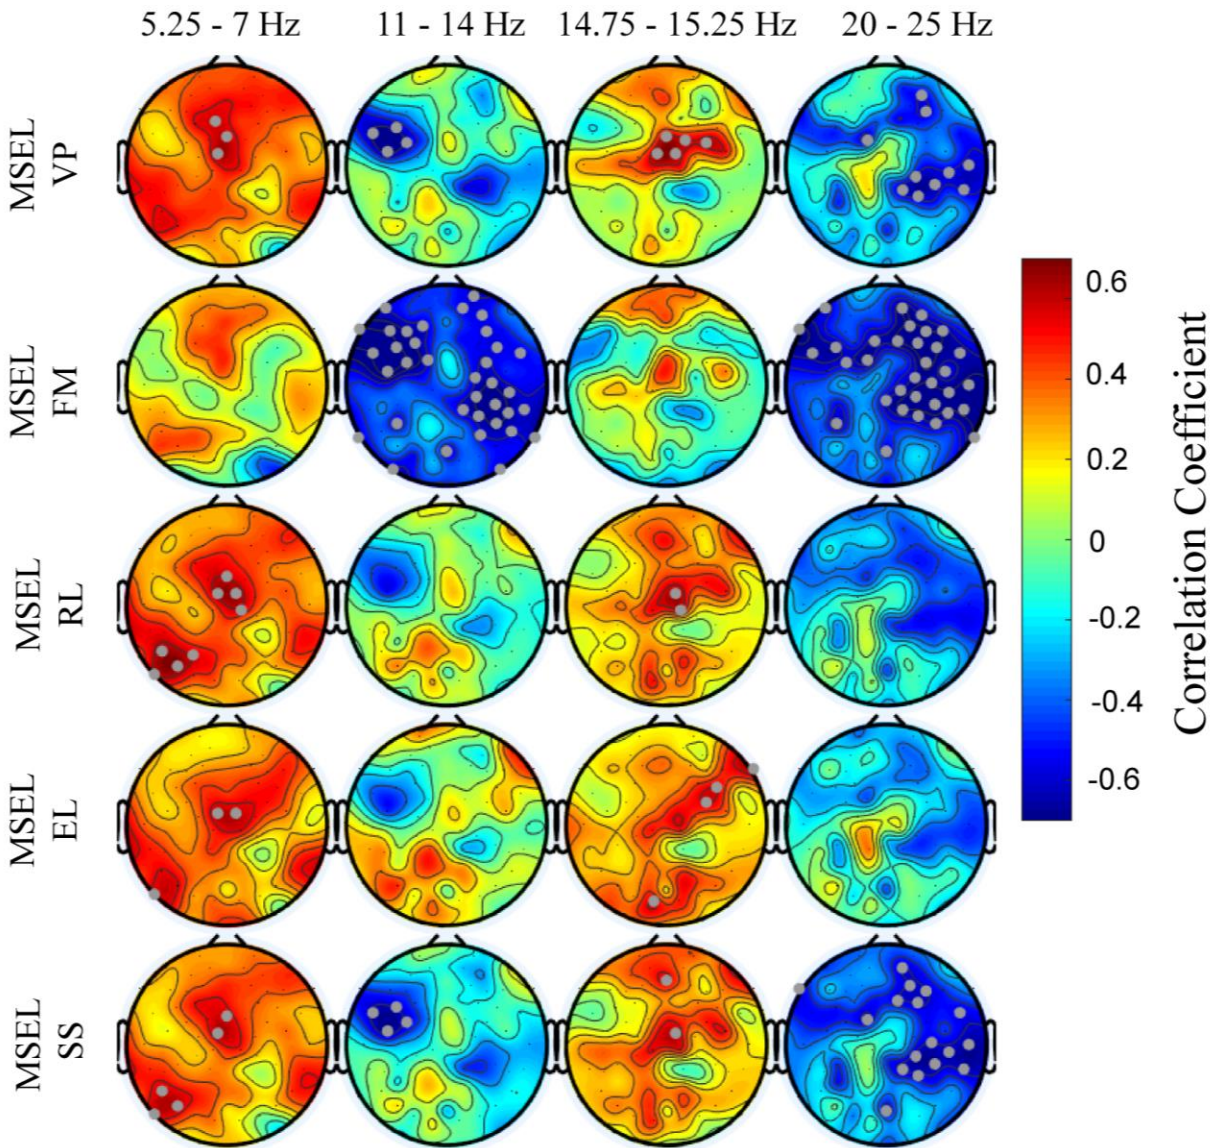 5.25 - 7 Hz
11 - 14 Hz
14.75 - 15.25 Hz
20 - 25 Hz
MSEL
VP
MSEL
FM
MSEL
RL
MSEL
EL
MSEL
SS
0.6
0.4
0.2
0
-0.2
-0.4
-0.6
Correlation Coefficient